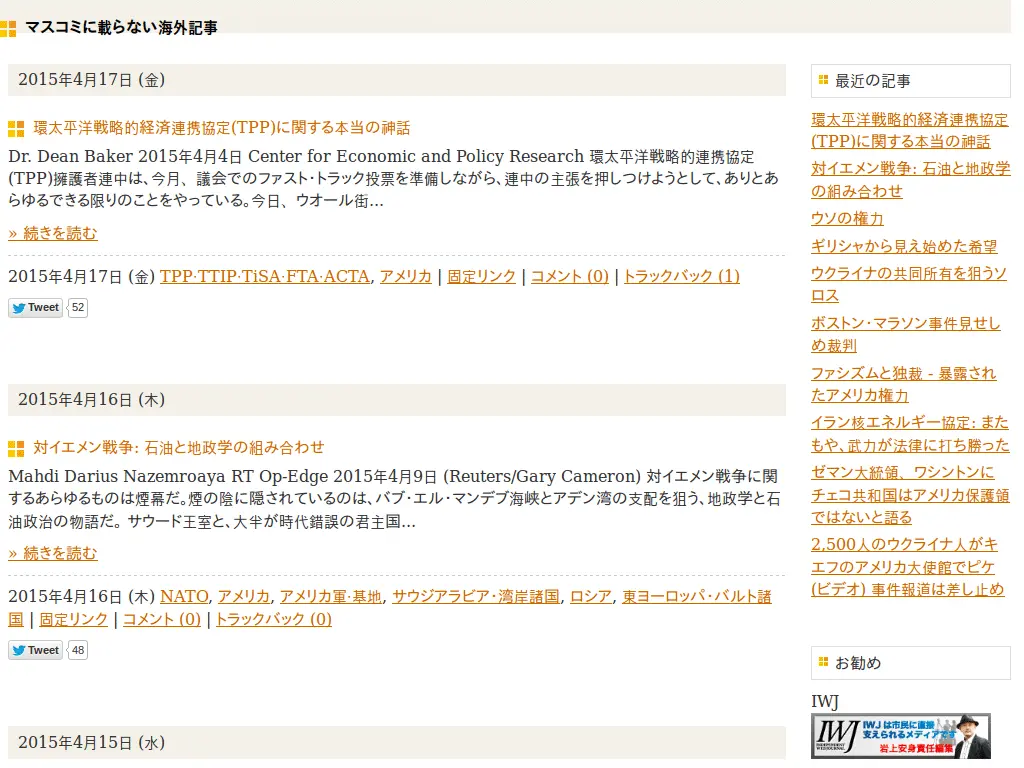 マスコミに載らない海外記事
2015年4月17日 (金)
環太平洋戦略的経済連携協定(TPP)に関する本当の神話
Dr. Dean Baker 2015年4月4日 Center for Economic and Policy Research 環太平洋戦略的連携協定
(TPP)擁護者連中は、今月、議会でのファスト・トラック投票を準備しながら、連中の主張を押しつけようとして、ありとあ
らゆるできる限りのことをやっている。今日、ウオール街...
» 続きを読む
2015年4月17日 (金) TPP·TTIP·TiSA·FTA·ACTA, アメリカ | 固定リンク | コメント (0) | トラックバック (1)
Tweet 52
2015年4月16日 (木)
対イエメン戦争: 石油と地政学の組み合わせ
Mahdi Darius Nazemroaya RT Op-Edge 2015年4月9日 (Reuters/Gary Cameron) 対イエメン戦争に関
するあらゆるものは煙幕だ。煙の陰に隠されているのは、バブ・エル・マンデブ海峡とアデン湾の支配を狙う、地政学と石
油政治の物語だ。 サウード王室と、大半が時代錯誤の君主国...
» 続きを読む
2015年4月16日 (木) NATO, アメリカ, アメリカ軍·基地, サウジアラビア·湾岸諸国, ロシア, 東ヨーロッパ·バルト諸
国 | 固定リンク | コメント (0) | トラックバック (0)
Tweet 48
2015年4月15日 (水)
最近の記事
環太平洋戦略的経済連携協定
(TPP)に関する本当の神話
対イエメン戦争: 石油と地政学
の組み合わせ
ウソの権力
ギリシャから見え始めた希望
ウクライナの共同所有を狙うソ
ロス
ボストン・マラソン事件見せし
め裁判
ファシズムと独裁 - 暴露され
たアメリカ権力
イラン核エネルギー協定: また
もや、武力が法律に打ち勝った
ゼマン大統領、ワシントンに
チェコ共和国はアメリカ保護領
ではないと語る
2,500人のウクライナ人がキ
エフのアメリカ大使館でピケ
(ビデオ) 事件報道は差し止め
お勧め
IWJ
IWJ
INDEPENDENT WEB JOURNAL
IWJは市民に直接
支えられるメディアです
岩上安身責任編集